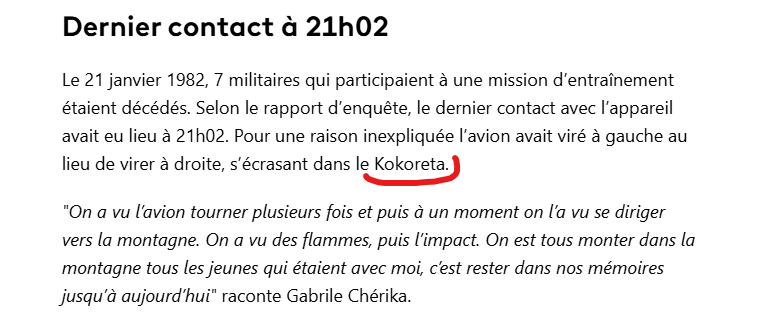 Dernier contact à 21h02
Le 21 janvier 1982, 7 militaires qui participaient à une mission d’entraînement
étaient décédés. Selon le rapport d’enquête, le dernier contact avec l’appareil
avait eu lieu à 21h02. Pour une raison inexpliquée l’avion avait viré à gauche au
lieu de virer à droite, s’écrasant dans le Kokoreta.
"On a vu l’avion tourner plusieurs fois et puis à un moment on l’a vu se diriger
vers la montagne. On a vu des flammes, puis l’impact. On est tous monter dans la
montagne tous les jeunes qui étaient avec moi, c’est rester dans nos mémoires
jusqu’à aujourd’hui" raconte Gabrile Chérika.